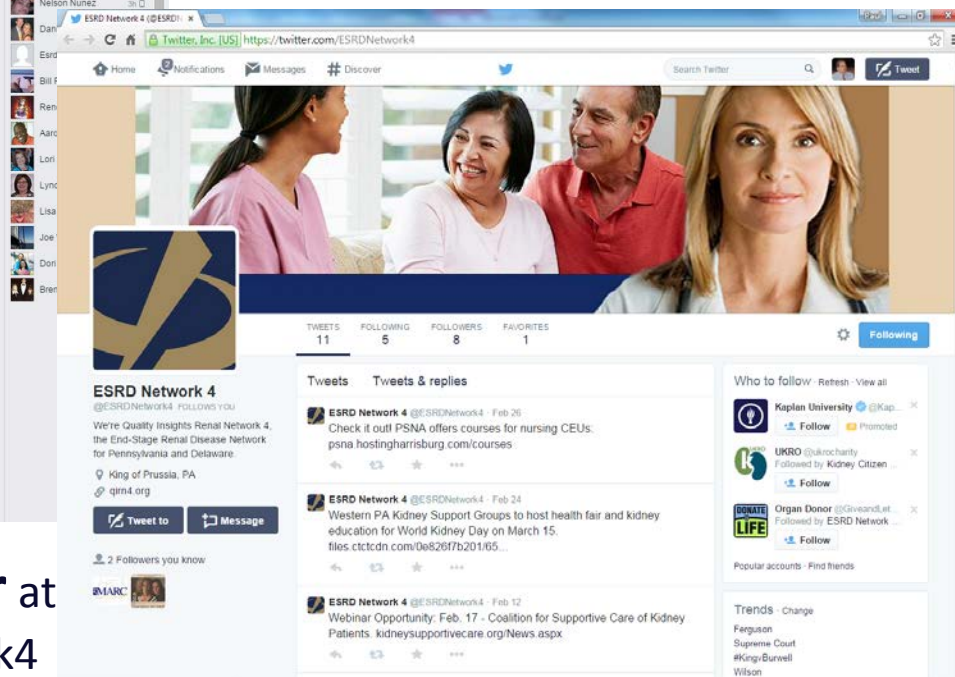 Nelson Nunez 3h
Dan
Esrd
Bill F
Ren
Aaro
Lori
Lynd
Lisa
Joe
Don
Bren
ESRD Network 4 (@ESRDN
Twitter, Inc. [US] https://twitter.com/ESRDNetwork4
Home Notifications Messages # Discover Search Twitter Tweet
TWEETS FOLLOWING FOLLOWERS FAVORITES
11 5 8 1
Following
ESRD Network 4
@ESRDNetwork4 FOLLOWS YOU
We're Quality Insights Renal Network 4,
the End-Stage Renal Disease Network
for Pennsylvania and Delaware.
King of Prussia, PA
qirn4.org
Tweet to Message
2 Followers you know
MARC
Tweets Tweets & replies
ESRD Network 4 @ESRDNetwork4 · Feb 26
Check it out! PSNA offers courses for nursing CEUs:
psna.hostingharrisburg.com/courses
ESRD Network 4 @ESRDNetwork4 · Feb 24
Western PA Kidney Support Groups to host health fair and kidney
education for World Kidney Day on March 15.
files.ctctcdn.com/0e826f7b201/65...
ESRD Network 4 @ESRDNetwork4 · Feb 12
Webinar Opportunity: Feb. 17 - Coalition for Supportive Care of Kidney
Patients. kidneysupportivecare.org/News.aspx
Who to follow · Refresh · View all
Kaplan University @Kap...
Follow Promoted
UKRO @ukrocharity
Followed by Kidney Citizen ...
Follow
DONATE
LIFE
Organ Donor @GiveandLet...
Followed by ESRD Network ...
Follow
Popular accounts · Find friends
Trends · Change
Ferguson
Supreme Court
#KingvBurwell
Wilson
r at
k4